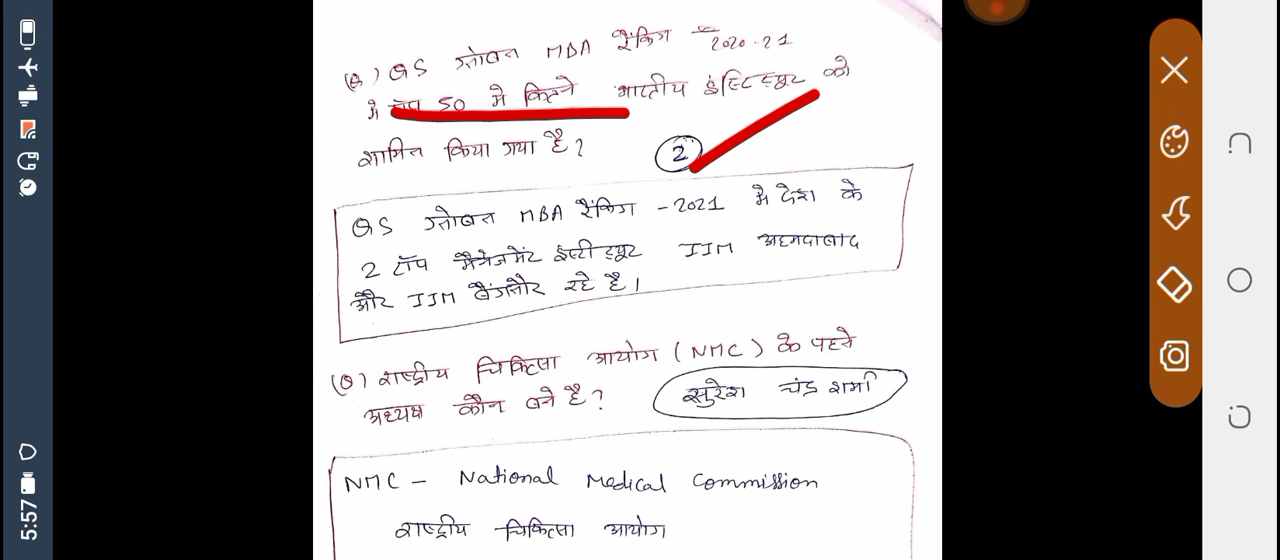 (Q) QS ग्लोबल MBA रैंकिंग - 2020-21
में टॉप 50 में कितने भारतीय इंस्टिट्यूट को
शामिल किया गया है?
2
QS ग्लोबल MBA रैंकिंग - 2021 मे देश के
2 टॉप मैनेजमेंट इंस्टीट्यूट IIM अहमदाबाद
और IIM बैंगलौर रहे है।
(Q) राष्ट्रीय चिकित्सा आयोग (NMC) के पहले
अध्यक्ष कौन बने है? सुरेश चंद्र शर्मा
NMC - National Medical Commission
राष्ट्रीय चिकित्सा आयोग
5:57